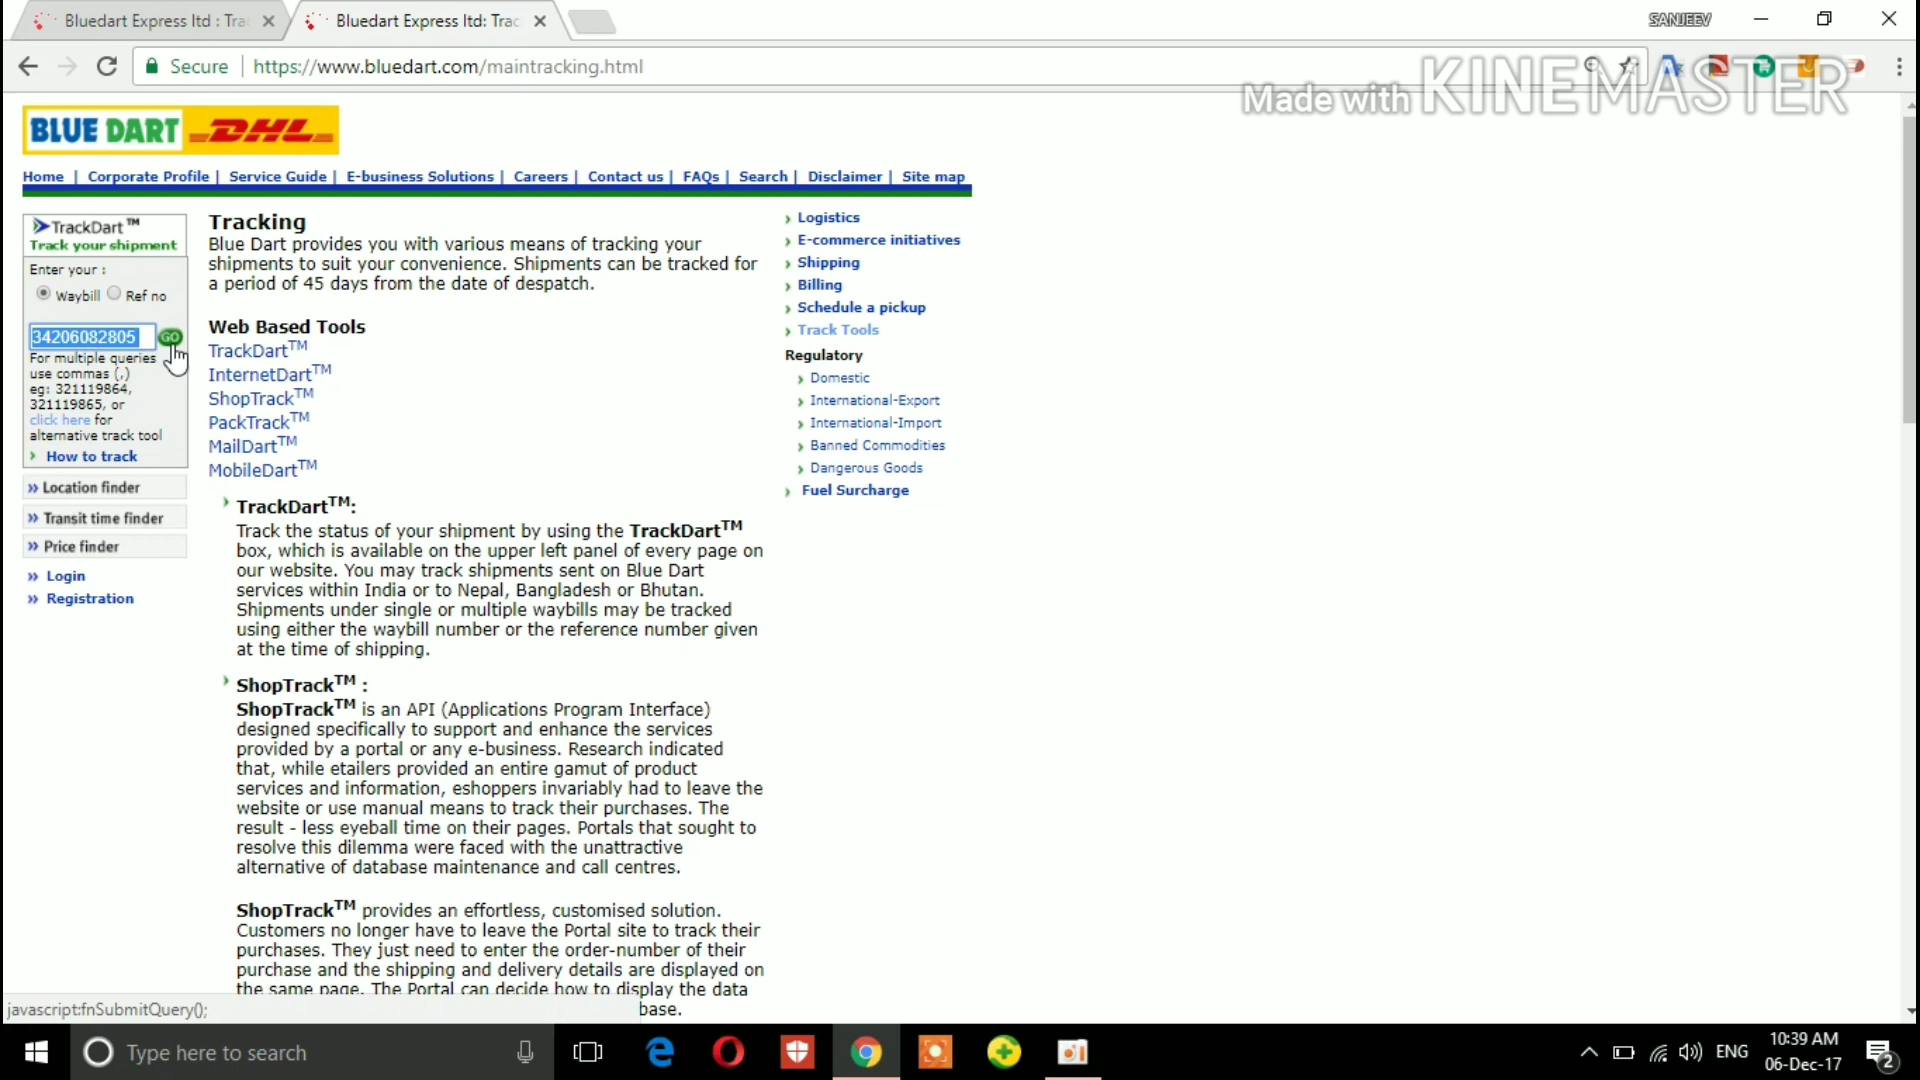 Bluedart Express ltd : Tra
Bluedart Express ltd: Trac
SANJEEV
Secure
https://www.bluedart.com/maintracking.html
Made with KINEMASTER
BLUE DART DHL
Home | Corporate Profile | Service Guide | E-business Solutions | Careers | Contact us | FAQs | Search | Disclaimer | Site map
TrackDart™
Track your shipment
Enter your :
Waybill Ref no
34206082805 GO
For multiple queries
use commas (,)
eg: 321119864,
321119865, or
click here for
alternative track tool
How to track
Location finder
Transit time finder
Price finder
Login
Registration
Tracking
Blue Dart provides you with various means of tracking your
shipments to suit your convenience. Shipments can be tracked for
a period of 45 days from the date of despatch.
Web Based Tools
TrackDart™
InternetDart™
ShopTrack™
PackTrack™
MailDart™
MobileDart™
TrackDart™:
Track the status of your shipment by using the TrackDart™
box, which is available on the upper left panel of every page on
our website. You may track shipments sent on Blue Dart
services within India or to Nepal, Bangladesh or Bhutan.
Shipments under single or multiple waybills may be tracked
using either the waybill number or the reference number given
at the time of shipping.
ShopTrack™ :
ShopTrack™ is an API (Applications Program Interface)
designed specifically to support and enhance the services
provided by a portal or any e-business. Research indicated
that, while etailers provided an entire gamut of product
services and information, eshoppers invariably had to leave the
website or use manual means to track their purchases. The
result - less eyeball time on their pages. Portals that sought to
resolve this dilemma were faced with the unattractive
alternative of database maintenance and call centres.
ShopTrack™ provides an effortless, customised solution.
Customers no longer have to leave the Portal site to track their
purchases. They just need to enter the order-number of their
purchase and the shipping and delivery details are displayed on
the same page. The Portal can decide how to display the data
base.
Logistics
E-commerce initiatives
Shipping
Billing
Schedule a pickup
Track Tools
Regulatory
Domestic
International-Export
International-Import
Banned Commodities
Dangerous Goods
Fuel Surcharge
javascript:fnSubmitQuery();
Type here to search
ENG
10:39 AM
06-Dec-17
2